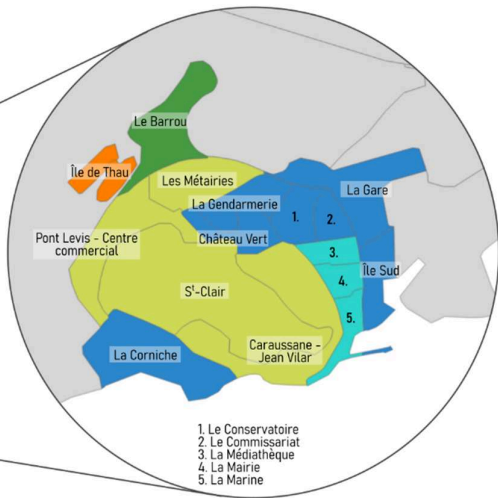 Le Barrou
Île de Thau
Les Métairies
La Gare
La Gendarmerie
1.
2.
Château Vert
Pont Levis - Centre
commercial
3.
Île Sud
4.
Sᵗ-Clair
5.
Caraussane -
Jean Vilar
La Corniche
1. Le Conservatoire
2. Le Commissariat
3. La Médiathèque
4. La Mairie
5. La Marine